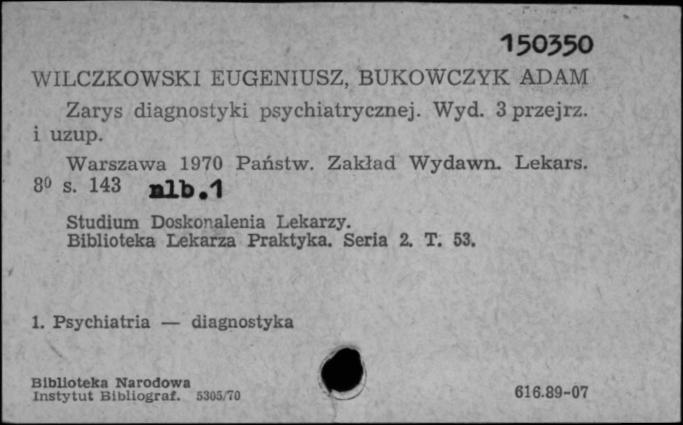 150350
WILCZKOWSKI EUGENIUSZ, BUKOWCZYK ADAM
Zarys diagnostyki psychiatrycznej. Wyd. 3 przejrz.
i uzup.
Warszawa 1970 Państw. Zakład Wydawn. Lekars.
8⁰ s. 143 nlb.1
Studium Doskonalenia Lekarzy.
Biblioteka Lekarza Praktyka. Seria 2. T. 53.
1. Psychiatria — diagnostyka
Biblioteka Narodowa
Instytut Bibliograf. 5305/70
616.89-07